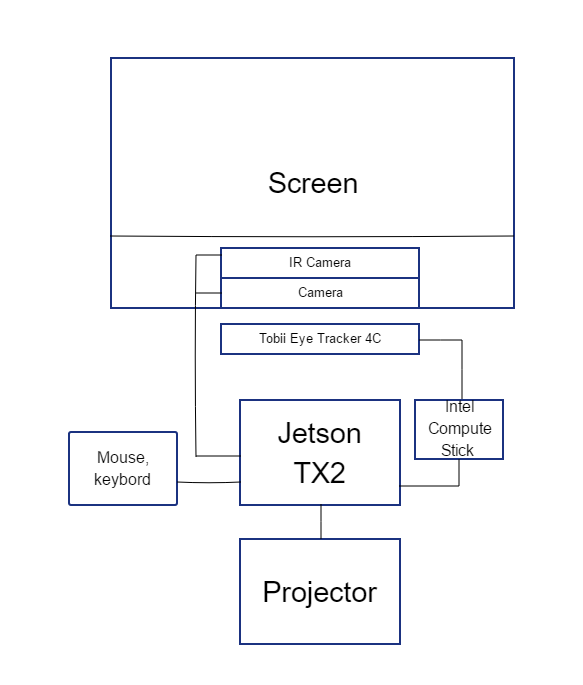 Screen
IR Camera
Camera
Tobii Eye Tracker 4C
Intel
Compute
Stick
Jetson
TX2
Mouse,
keybord
Projector